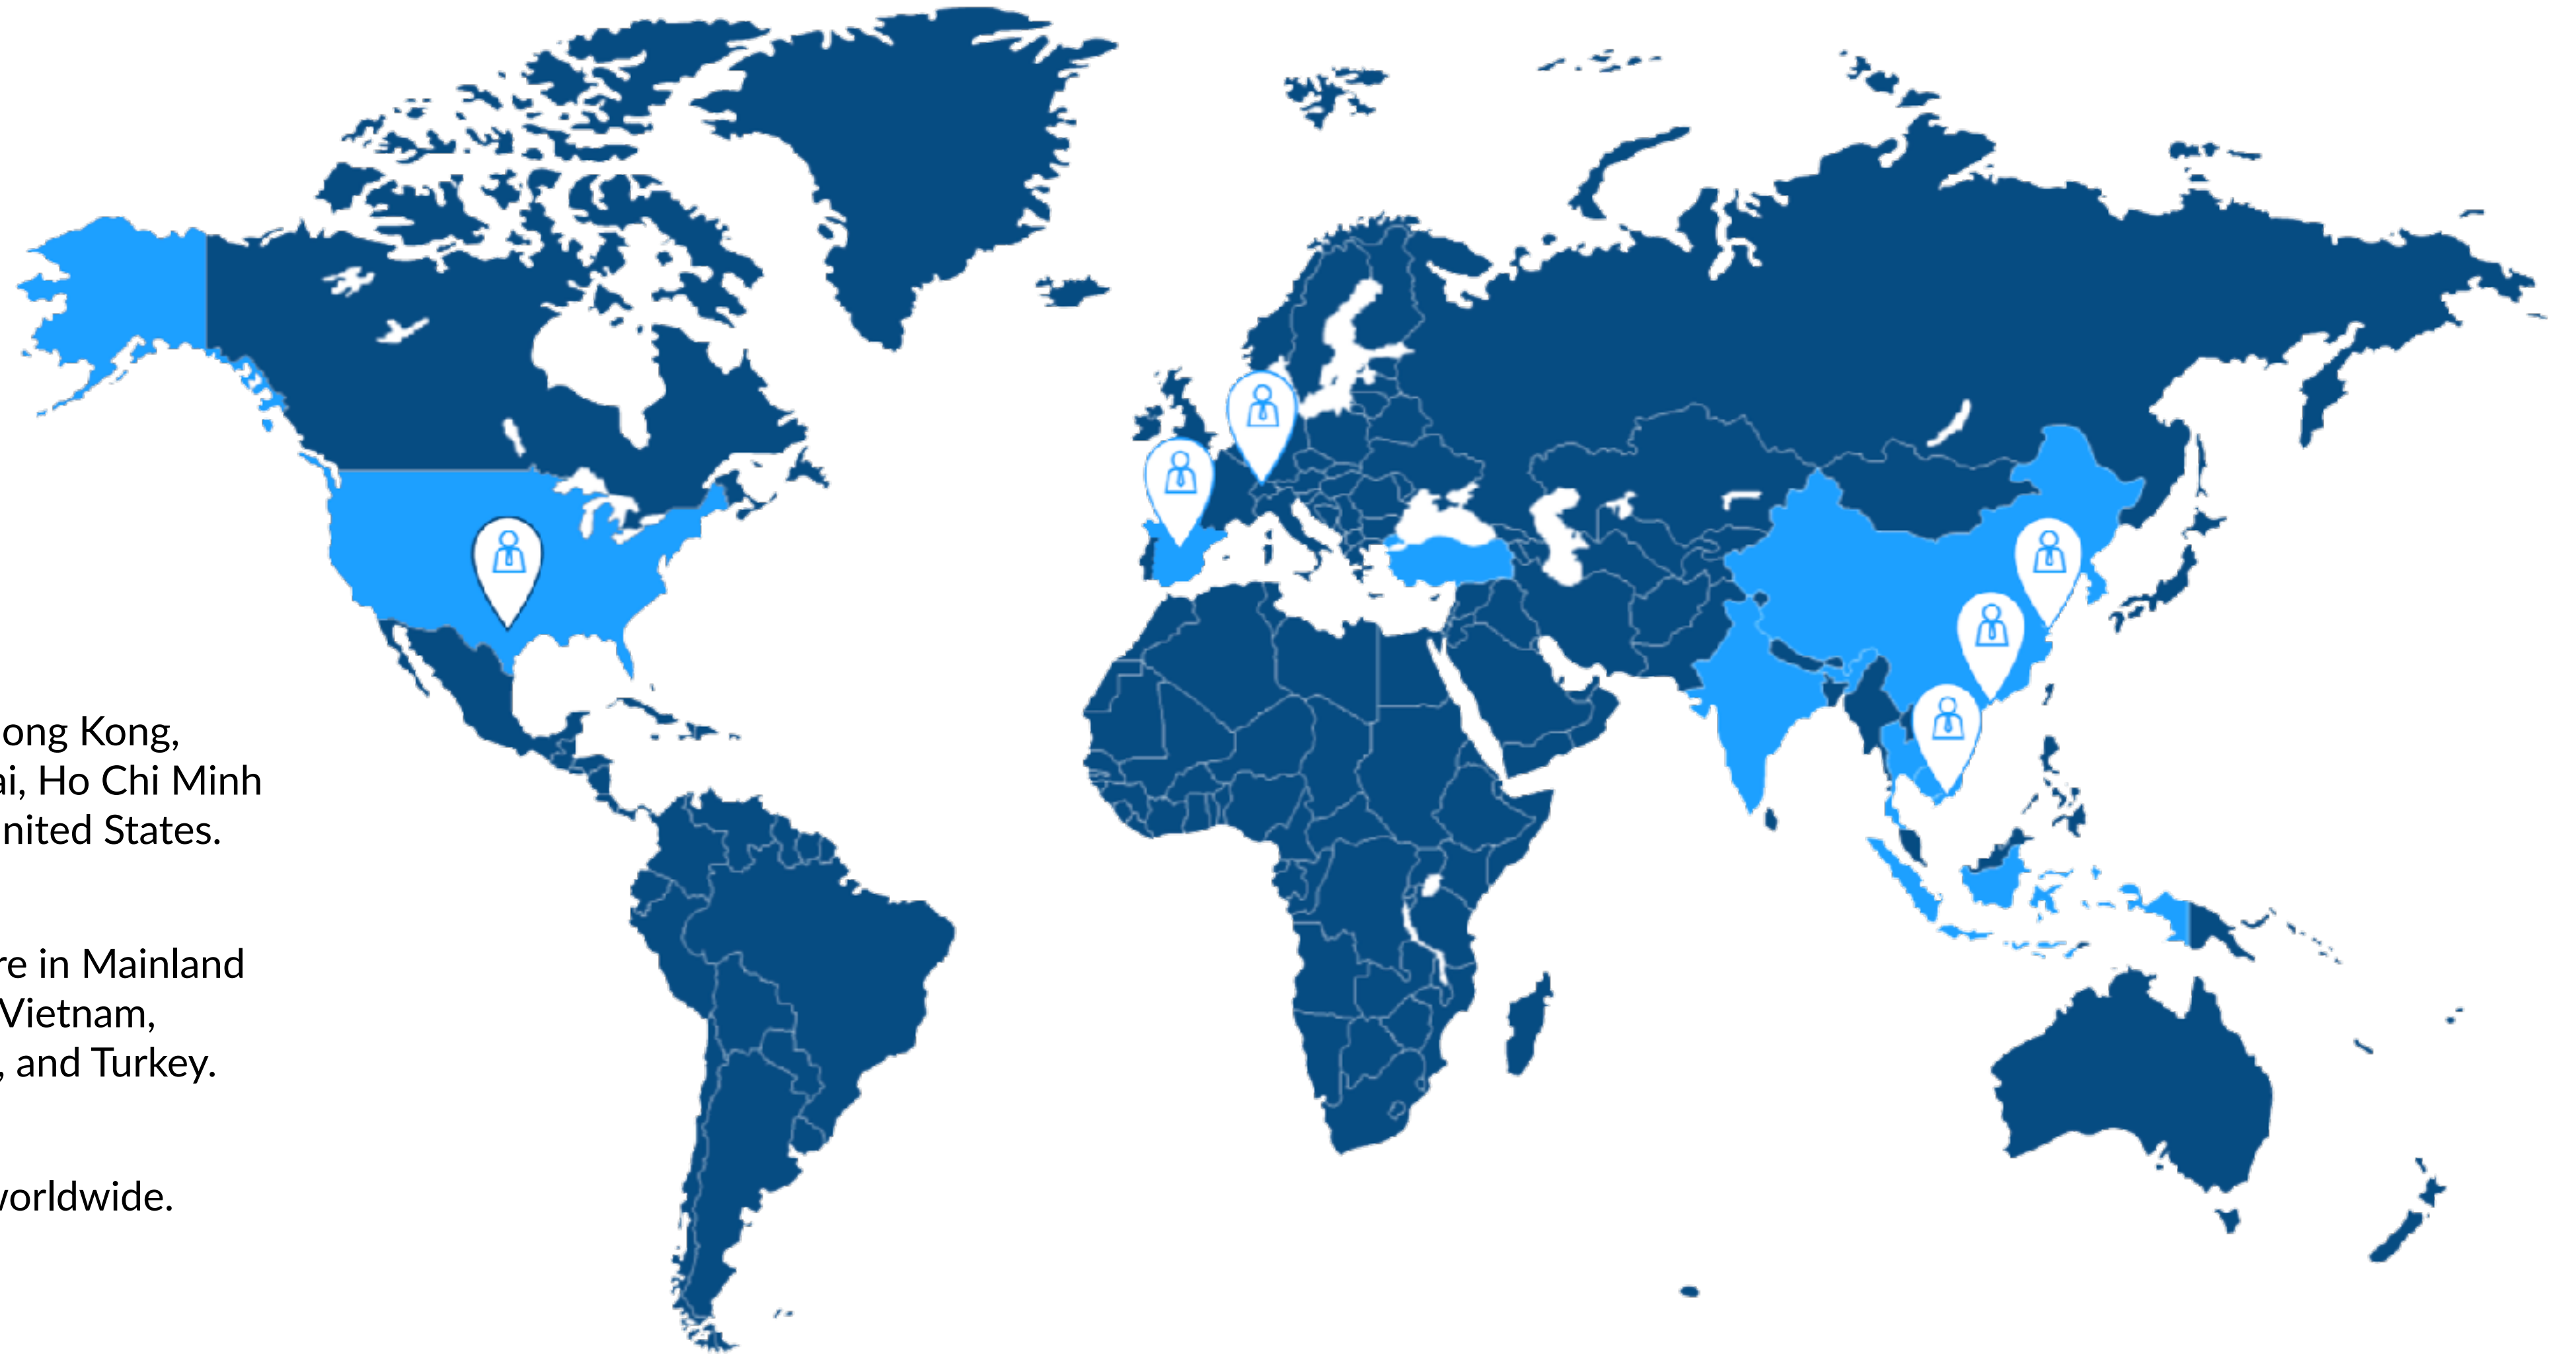 ong Kong,
ai, Ho Chi Minh
nited States.
re in Mainland
Vietnam,
, and Turkey.
vorldwide.